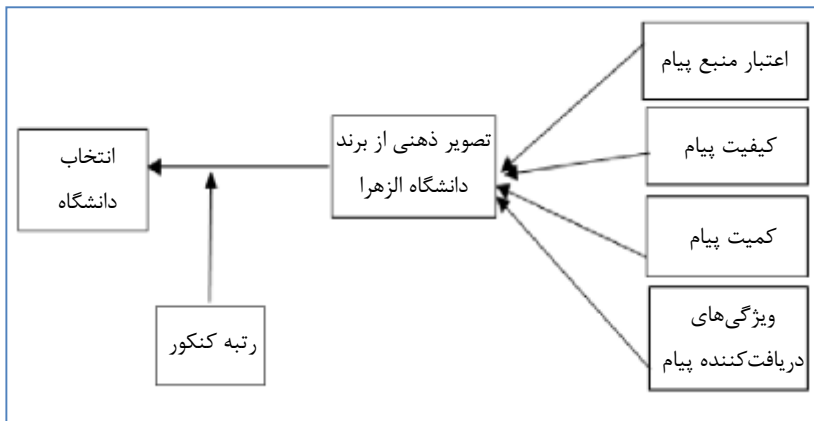 اعتبار منبع پیام
کیفیت پیام
کمیت پیام
ویژگی‌های
دریافت‌کننده پیام
تصویر ذهنی از برند
دانشگاه الزهرا
رتبه کنکور
انتخاب
دانشگاه